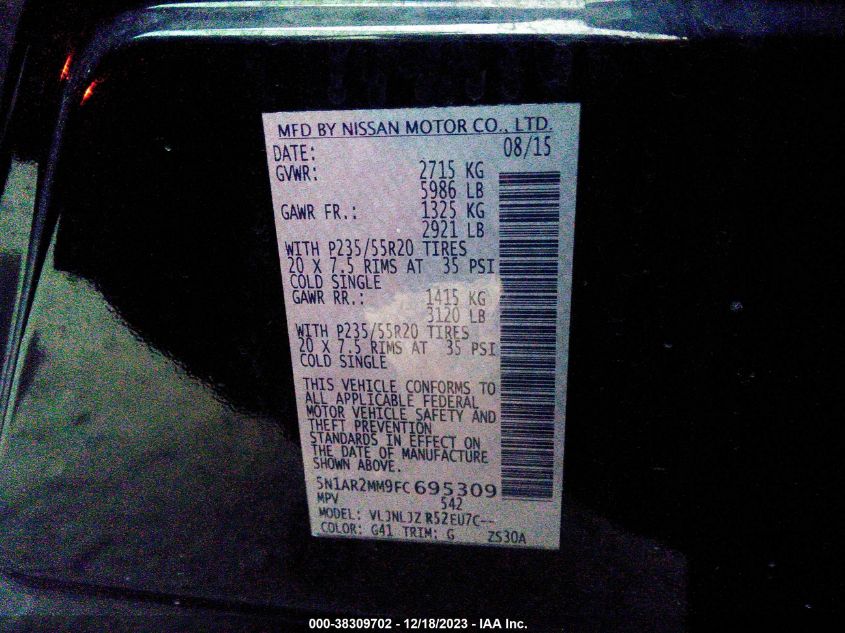 MFD BY NISSAN MOTOR CO., LTD.
DATE: 08/15
GVWR: 2715 KG
5986 LB
GAWR FR.: 1325 KG
2921 LB
WITH P235/55R20 TIRES
20 X 7.5 RIMS AT 35 PSI
COLD SINGLE
GAWR RR.: 1415 KG
3120 LB
WITH P235/55R20 TIRES
20 X 7.5 RIMS AT 35 PSI
COLD SINGLE
THIS VEHICLE CONFORMS TO
ALL APPLICABLE FEDERAL
MOTOR VEHICLE SAFETY AND
THEFT PREVENTION
STANDARDS IN EFFECT ON
THE DATE OF MANUFACTURE
SHOWN ABOVE.
5N1AR2MM9FC695309
MPV 542
MODEL: VLJNLJZ R52EU7C--
COLOR: G41 TRIM: G ZS30A
000-38309702 - 12/18/2023 - IAA Inc.